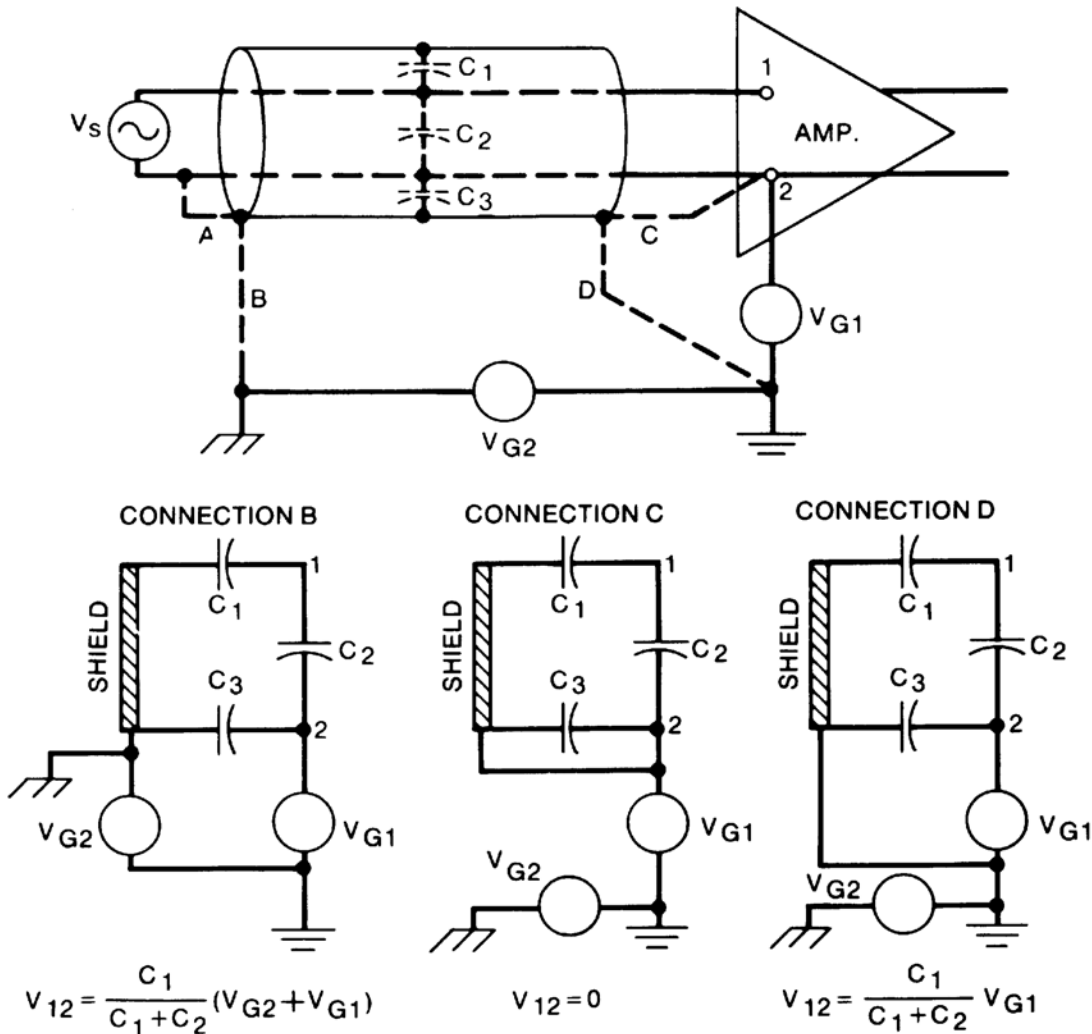 C1
1
VS
C2
AMP.
C3
2
A
C
B
D
VG1
VG2
CONNECTION B
CONNECTION C
CONNECTION D
C1 1
C1 1
C1 1
SHIELD
SHIELD
SHIELD
C2
C2
C2
C3
C3
C3
2
2
2
VG2
VG1
VG1
VG1
VG2
VG2
V12 = C1 / (C1 + C2) (VG2 + VG1)
V12 = 0
V12 = C1 / (C1 + C2) VG1